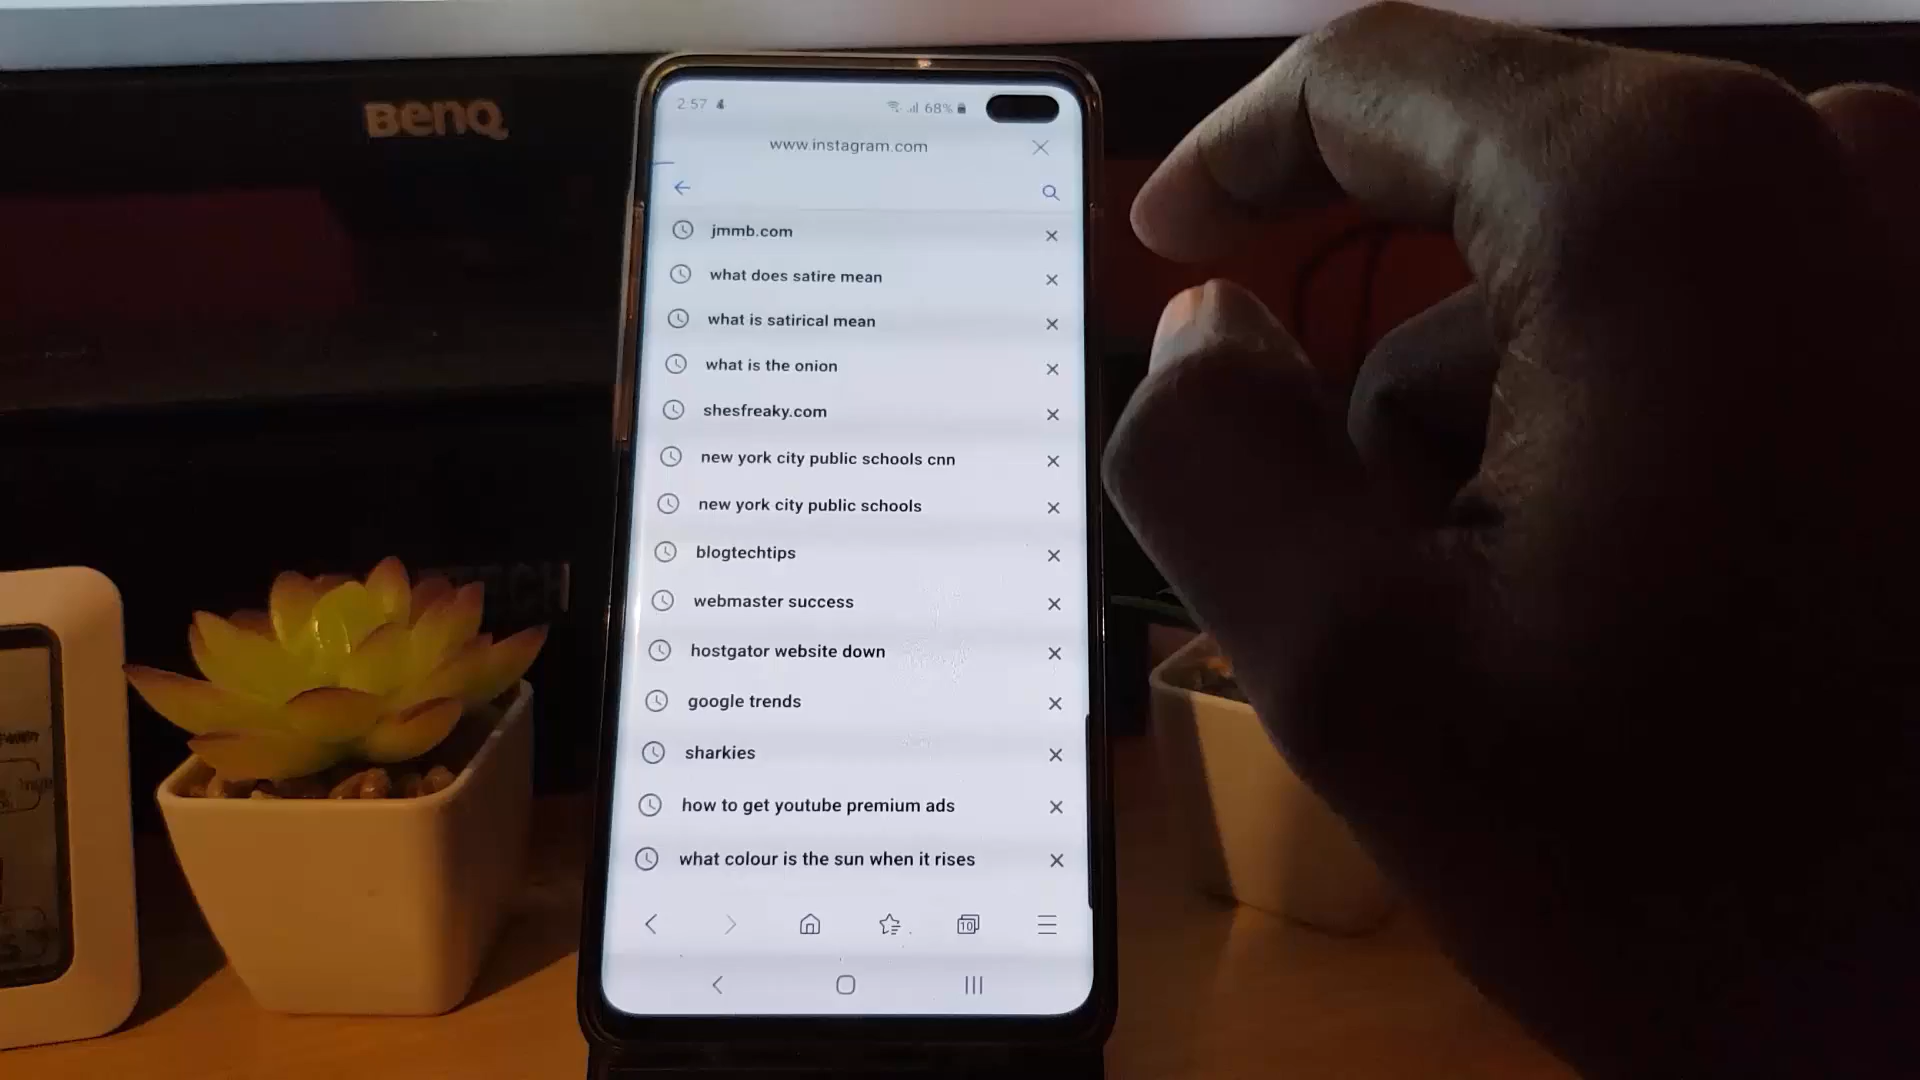 BenQ
2:57
68%
www.instagram.com
jmmb.com
what does satire mean
what is satirical mean
what is the onion
shesfreaky.com
new york city public schools cnn
new york city public schools
blogtechtips
webmaster success
hostgator website down
google trends
sharkies
how to get youtube premium ads
what colour is the sun when it rises
10